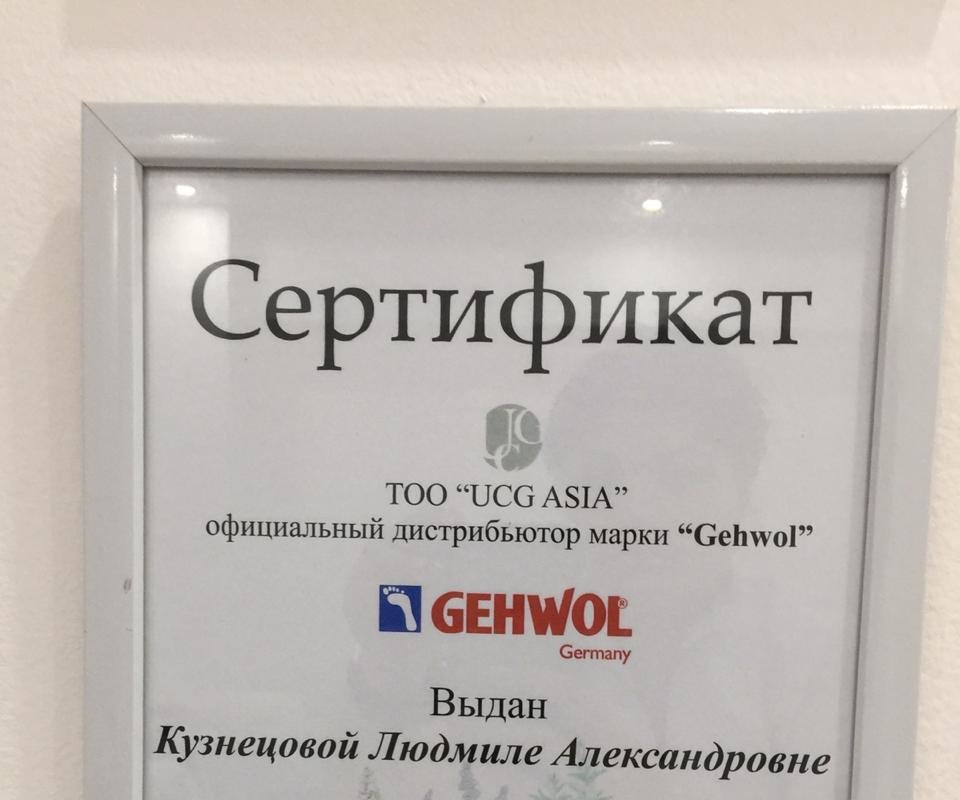 Сертификат
ТОО “UCG ASIA”
официальный дистрибьютор марки “Gehwol”
GEHWOL®
Germany
Выдан
Кузнецовой Людмиле Александровне